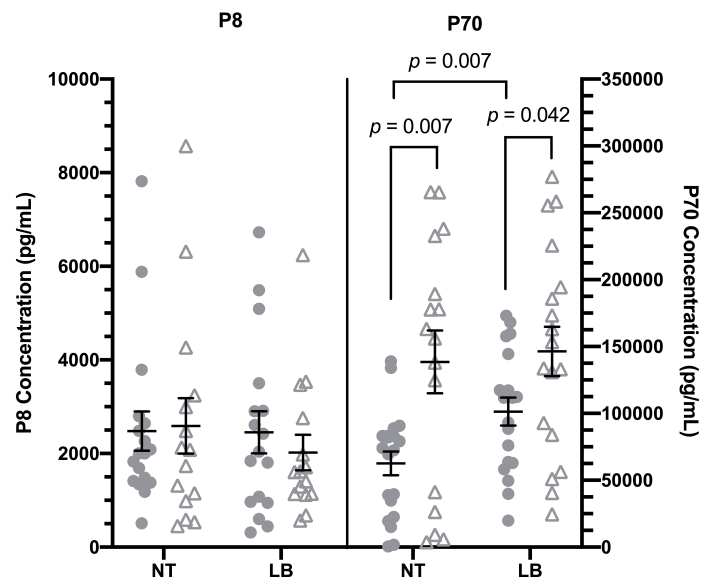 P8
P70
p = 0.007
p = 0.007
p = 0.042
P8 Concentration (pg/mL)
10000
8000
6000
4000
2000
0
350000
300000
250000
200000
150000
100000
50000
0
P70 Concentration (pg/mL)
NT LB NT LB